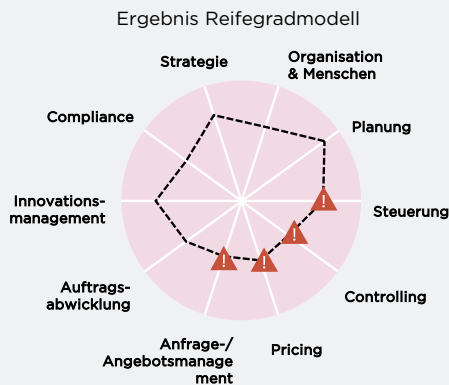 Ergebnis Reifegradmodell
Strategie
Organisation
& Menschen
Compliance
Planung
Innovations-
management
Steuerung
Auftrags-
abwicklung
Controlling
Anfrage-/
Angebotsmanage
ment
Pricing
!
!
!
!